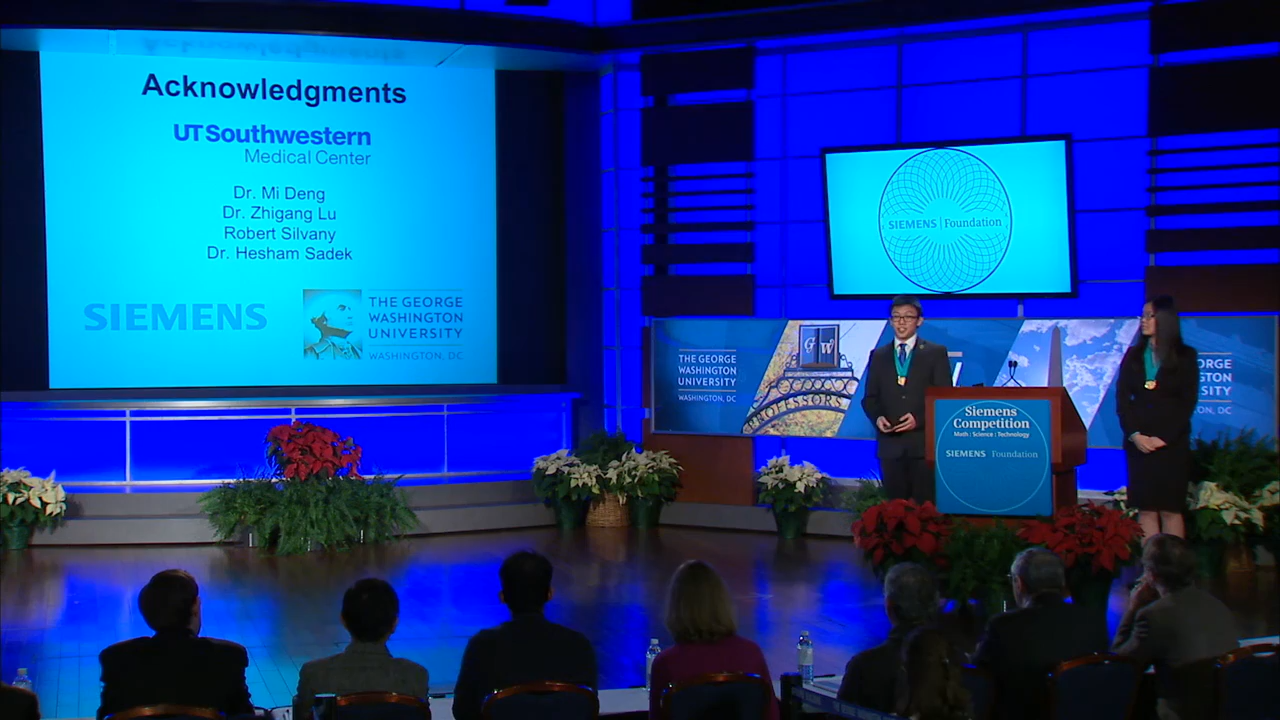 Acknowledgments
UTSouthwestern
Medical Center
Dr. Mi Deng
Dr. Zhigang Lu
Robert Silvany
Dr. Hesham Sadek
SIEMENS
THE GEORGE
WASHINGTON
UNIVERSITY
WASHINGTON, DC
SIEMENS | Foundation
THE GEORGE
WASHINGTON
UNIVERSITY
WASHINGTON, DC
G W
PROFESSORS
Siemens
Competition
Math | Science | Technology
SIEMENS Foundation